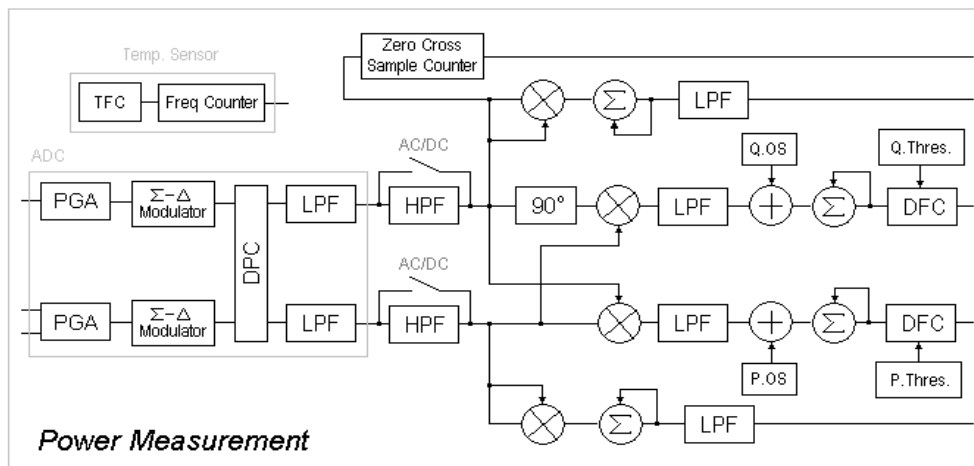 Zero Cross
Sample Counter
Temp. Sensor
TFC
Freq Counter
LPF
ADC
AC/DC
Q.OS
Q.Thres.
PGA
Σ-Δ
Modulator
DPC
LPF
HPF
90°
LPF
+
Σ
DFC
Σ
AC/DC
PGA
Σ-Δ
Modulator
LPF
HPF
LPF
+
Σ
DFC
P.OS
P.Thres.
Σ
LPF
Power Measurement